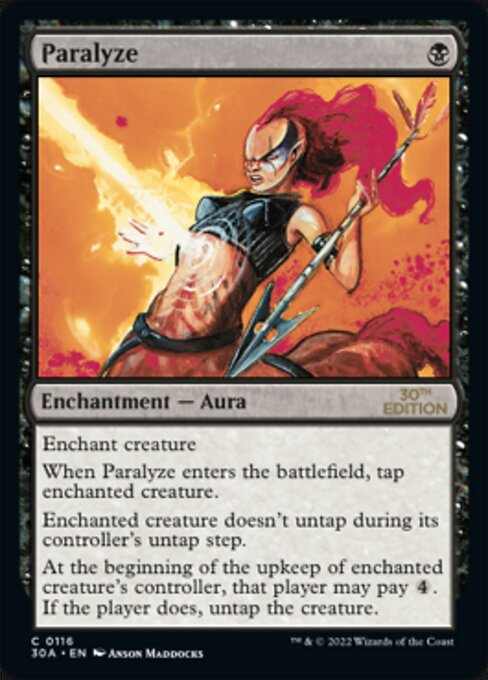 Paralyze
Enchantment — Aura
30TH
EDITION
Enchant creature
When Paralyze enters the battlefield, tap
enchanted creature.
Enchanted creature doesn't untap during its
controller's untap step.
At the beginning of the upkeep of enchanted
creature's controller, that player may pay 4.
If the player does, untap the creature.
C 0116
30A • EN Anson Maddocks
™ & © 2022 Wizards of the Coast